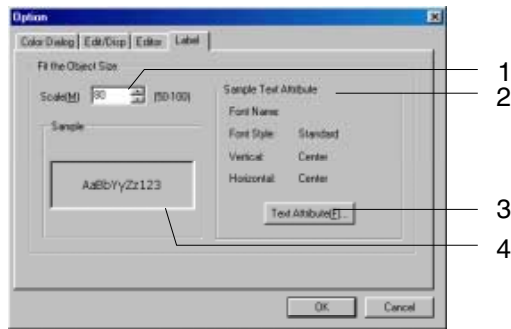 Option
Color Dialog Edit/Disp Editor Label
Fit the Object Size
Scale(M) 80 (50-100)
Sample
AaBbYyZz123
Sample Text Attribute
Font Name:
Font Style: Standard
Vertical: Center
Horizontal: Center
Text Attribute(F)...
OK Cancel
1
2
3
4